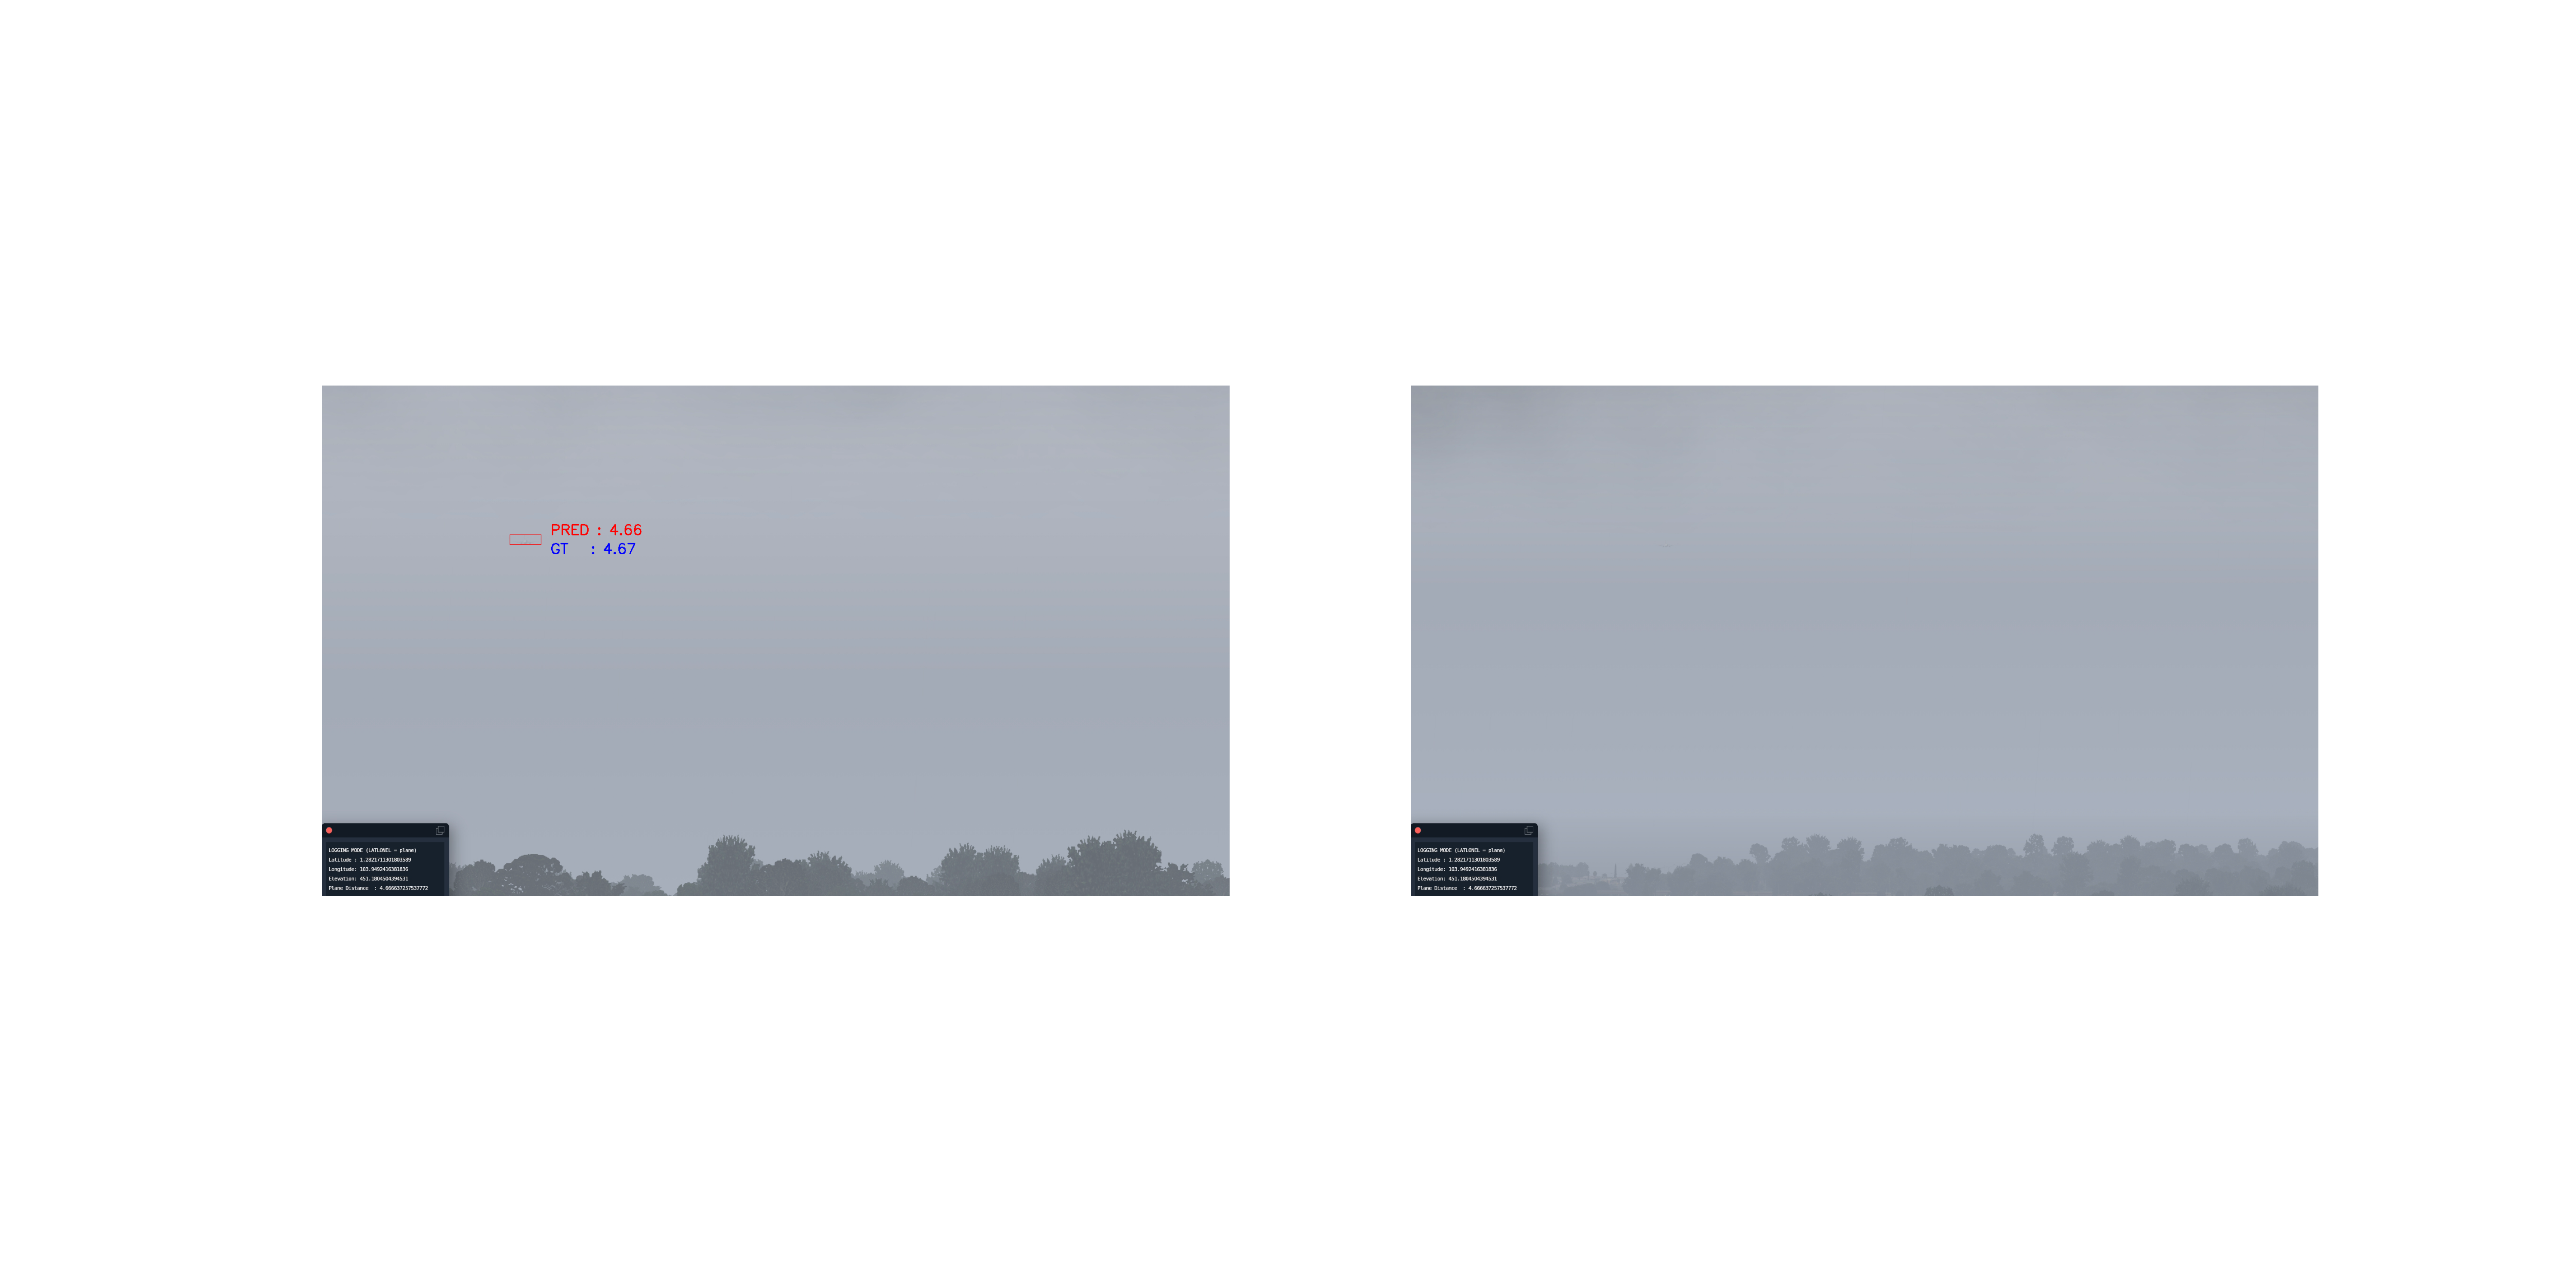 PRED : 4.66
GT : 4.67
LOGGING MODE (LATLONEL = plane)
Latitude : 1.2821711301803589
Longitude: 103.9492416381836
Elevation: 451.1804504394531
Plane Distance : 4.666637257537772
LOGGING MODE (LATLONEL = plane)
Latitude : 1.2821711301803589
Longitude: 103.9492416381836
Elevation: 451.1804504394531
Plane Distance : 4.666637257537772